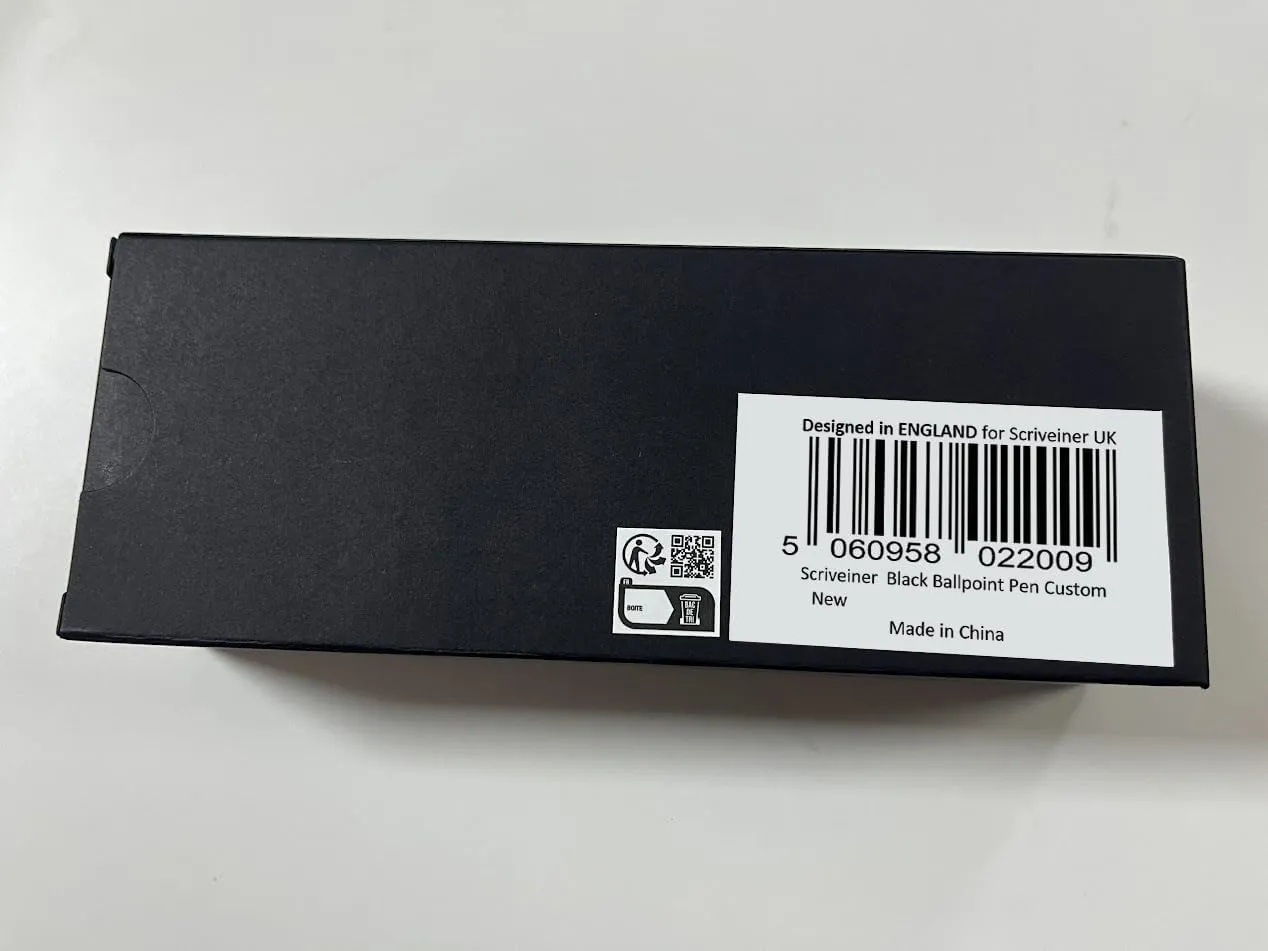 Designed in ENGLAND for Scriveiner UK
5 060958 022009
Scriveiner Black Ballpoint Pen Custom
New
Made in China
FR
BOITE
BAC
DE
TRI